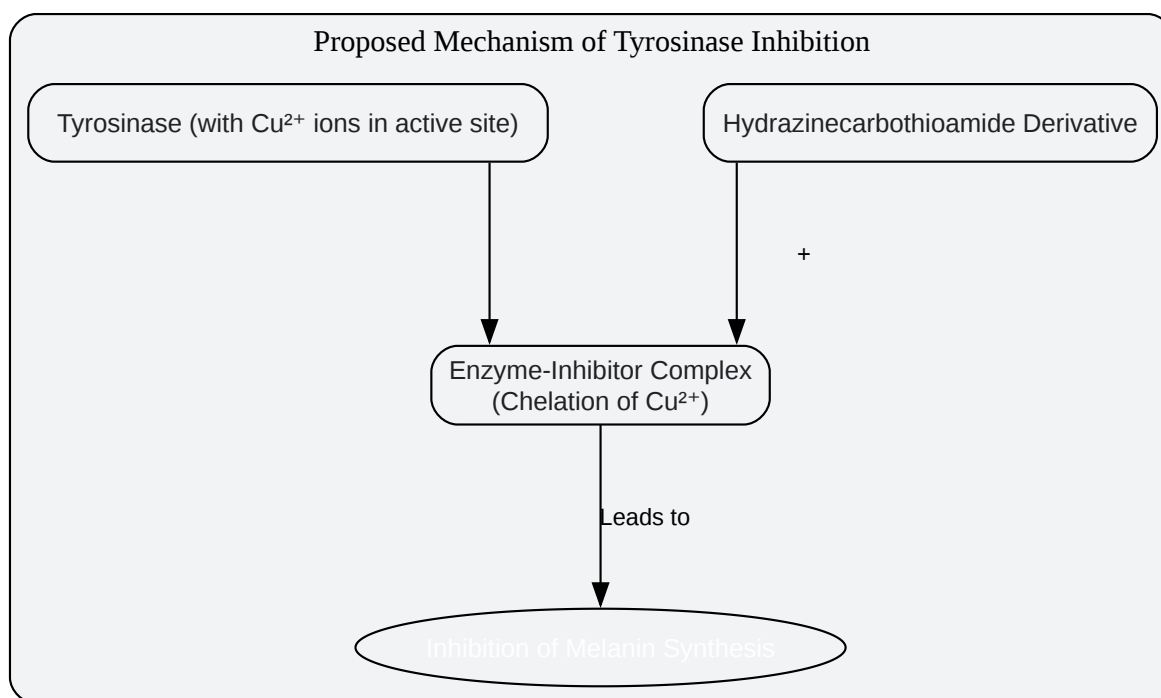 Proposed Mechanism of Tyrosinase Inhibition
Tyrosinase (with Cu²⁺ ions in active site)
Hydrazinecarbothioamide Derivative
+
Enzyme-Inhibitor Complex
(Chelation of Cu²⁺)
Leads to
Inhibition of Melanin Synthesis